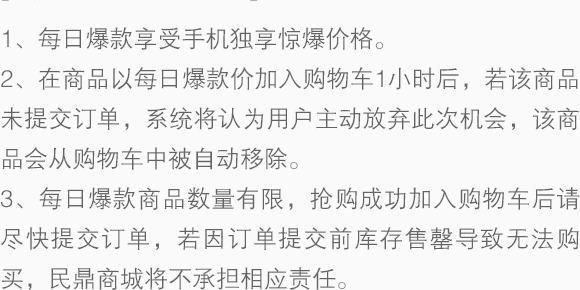 1、每日爆款享受手机独享惊爆价格。
2、在商品以每日爆款价加入购物车1小时后，若该商品
未提交订单，系统将认为用户主动放弃此次机会，该商
品会从购物车中被自动移除。
3、每日爆款商品数量有限，抢购成功加入购物车后请
尽快提交订单，若因订单提交前库存售罄导致无法购
买，民鼎商城将不承担相应责任。